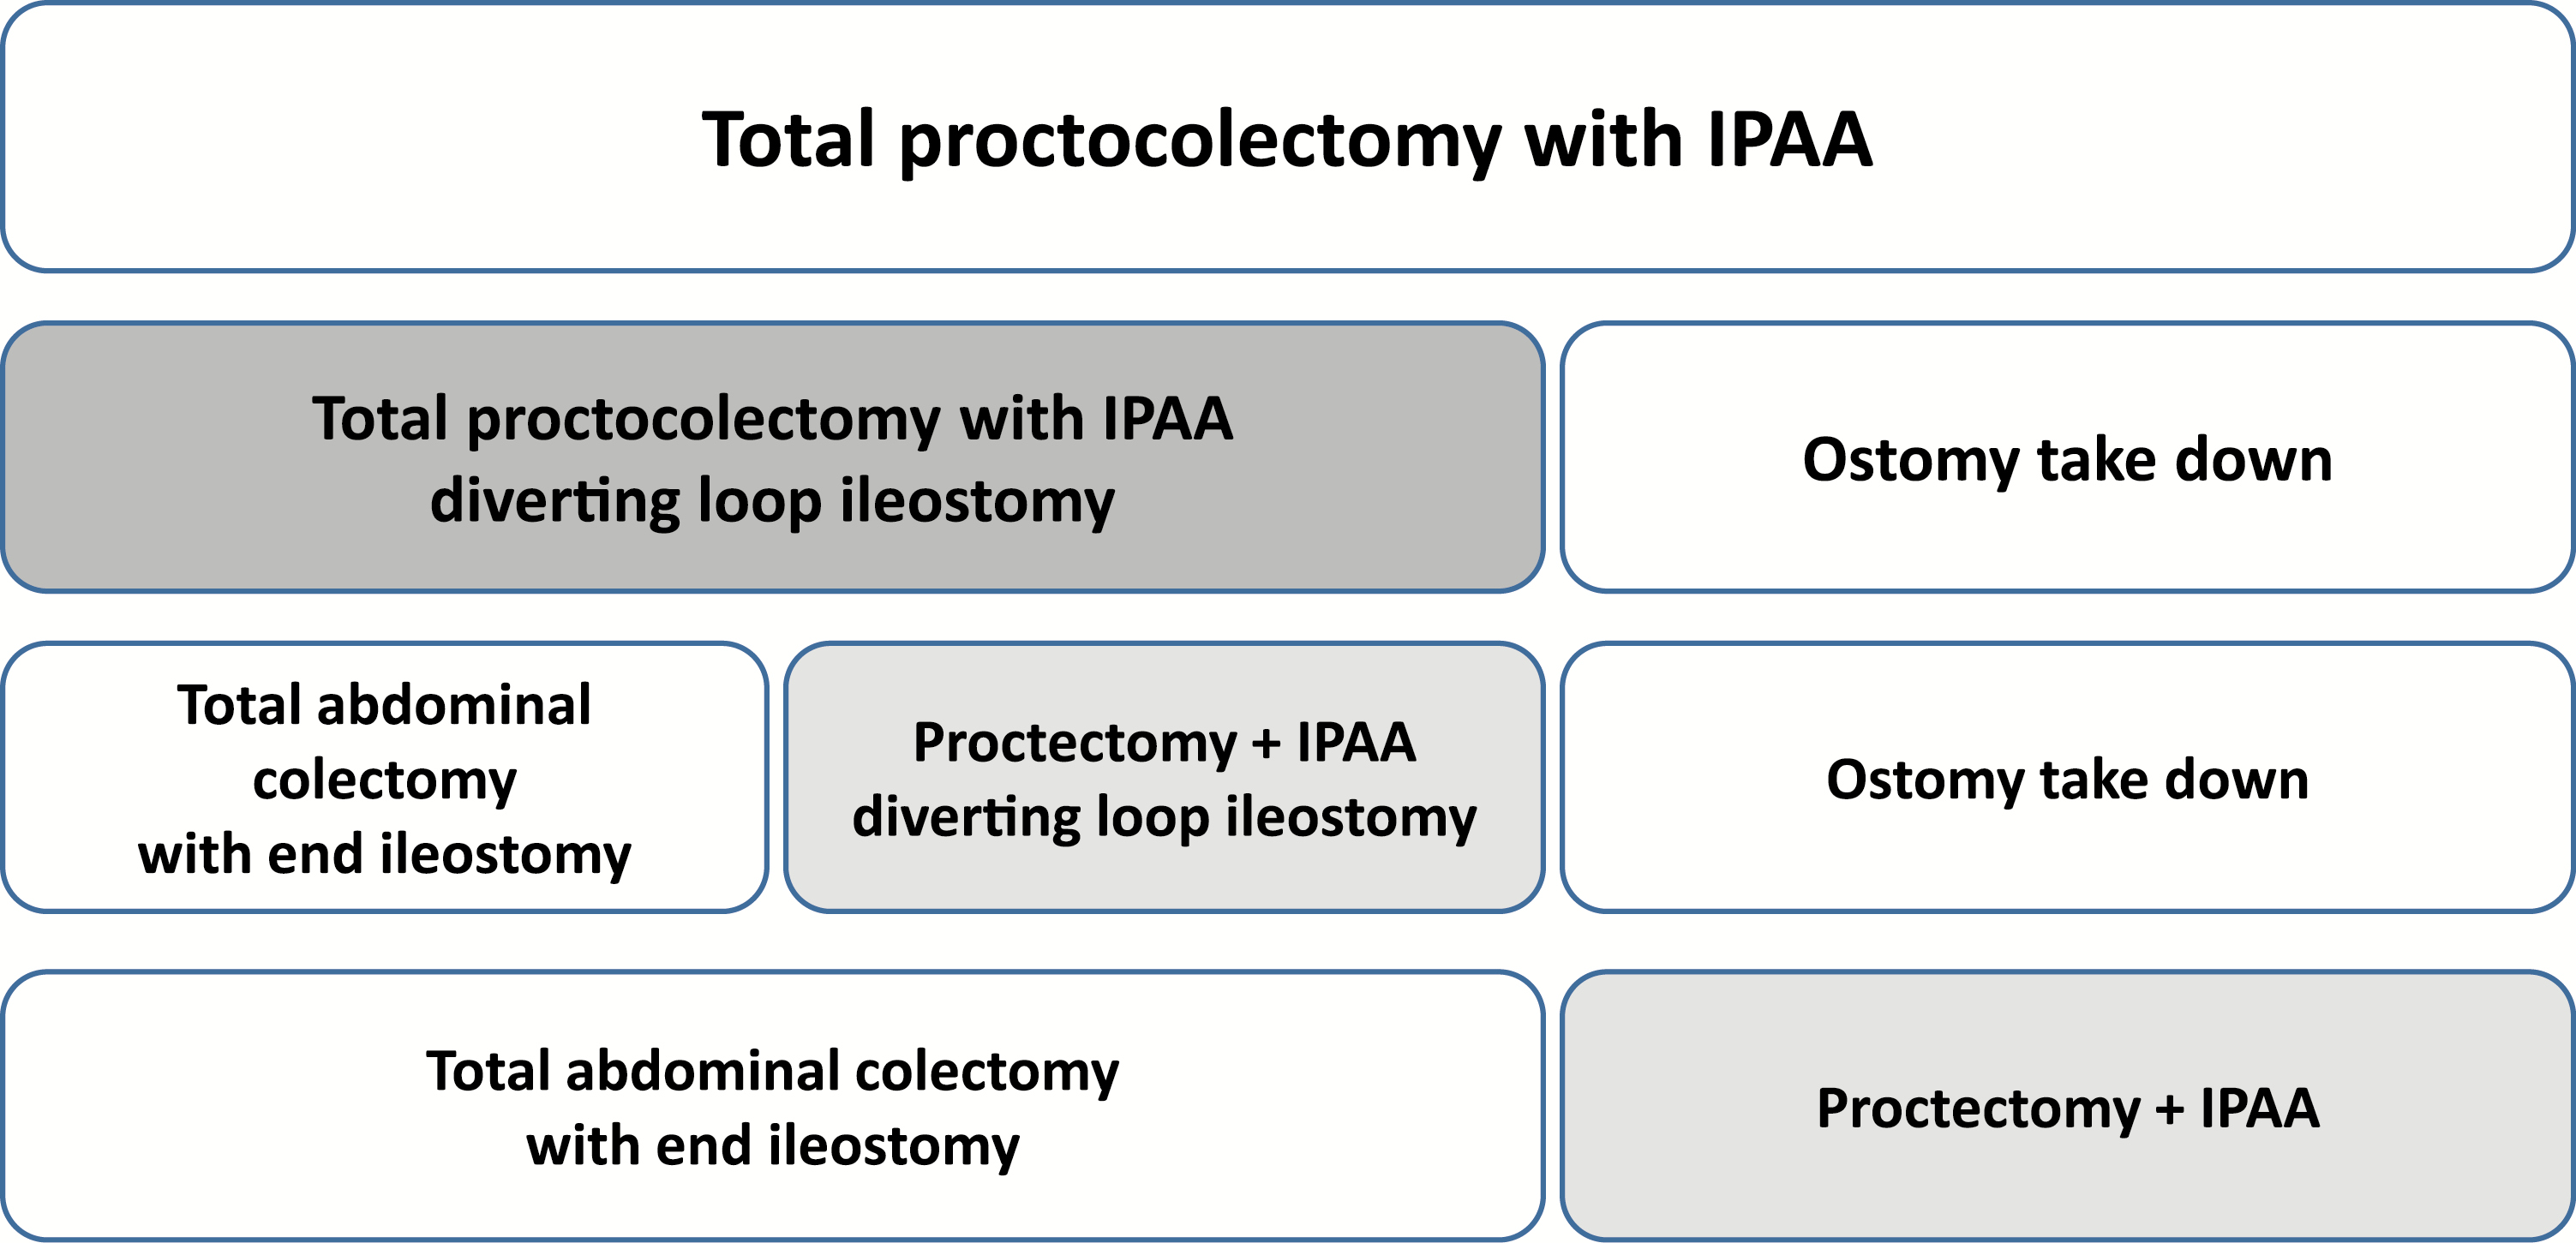 Total proctocolectomy with IPAA
Total proctocolectomy with IPAA
diverting loop ileostomy
Ostomy take down
Total abdominal
colectomy
with end ileostomy
Proctectomy + IPAA
diverting loop ileostomy
Ostomy take down
Total abdominal colectomy
with end ileostomy
Proctectomy + IPAA